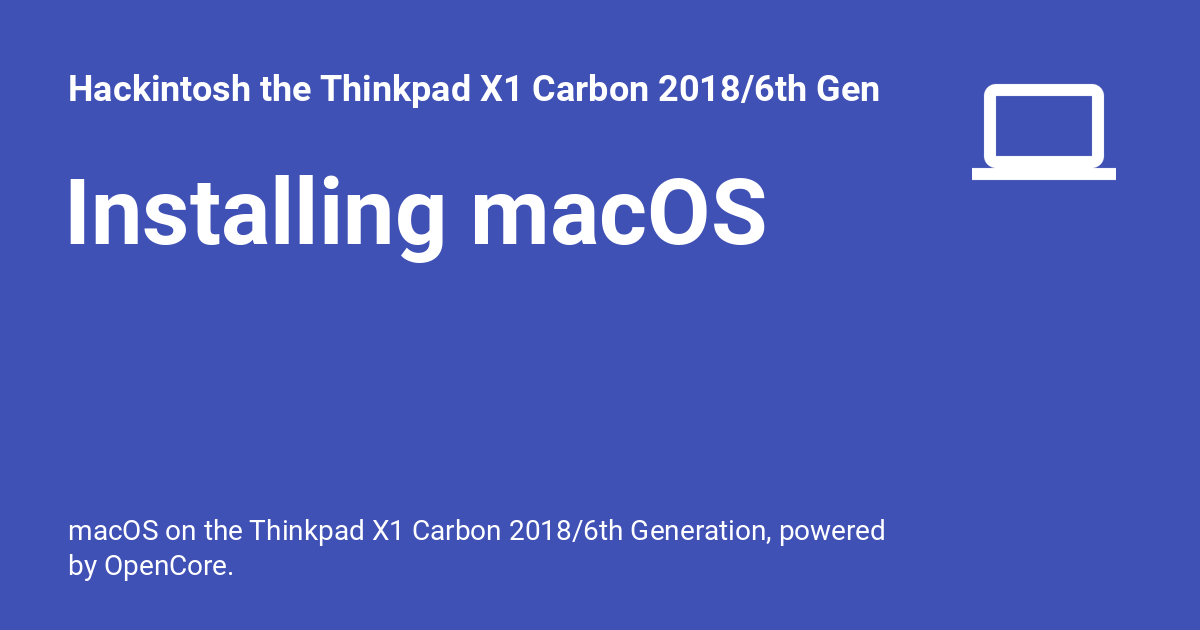 Hackintosh the Thinkpad X1 Carbon 2018/6th Gen
Installing macOS
macOS on the Thinkpad X1 Carbon 2018/6th Generation, powered
by OpenCore.